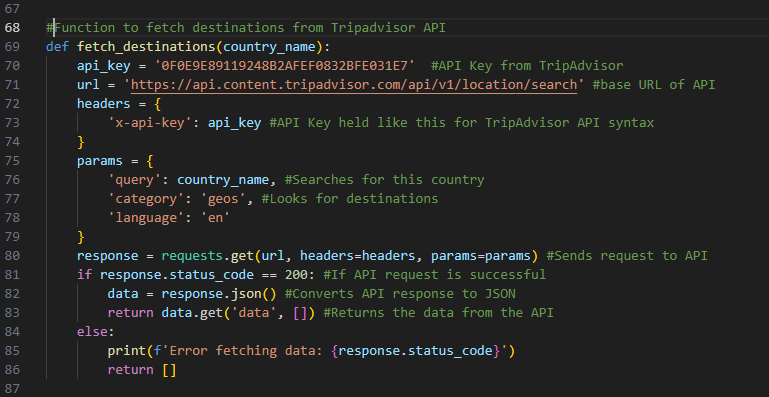 67
68 #Function to fetch destinations from Tripadvisor API
69 def fetch_destinations(country_name):
70     api_key = '0F0E9E89119248B2AFEF0832BFE031E7'  #API Key from TripAdvisor
71     url = 'https://api.content.tripadvisor.com/api/v1/location/search' #base URL of API
72     headers = {
73         'x-api-key': api_key #API Key held like this for TripAdvisor API syntax
74     }
75     params = {
76         'query': country_name, #Searches for this country
77         'category': 'geos', #Looks for destinations
78         'language': 'en'
79     }
80     response = requests.get(url, headers=headers, params=params) #Sends request to API
81     if response.status_code == 200: #If API request is successful
82         data = response.json() #Converts API response to JSON
83         return data.get('data', []) #Returns the data from the API
84     else:
85         print(f'Error fetching data: {response.status_code}')
86         return []
87